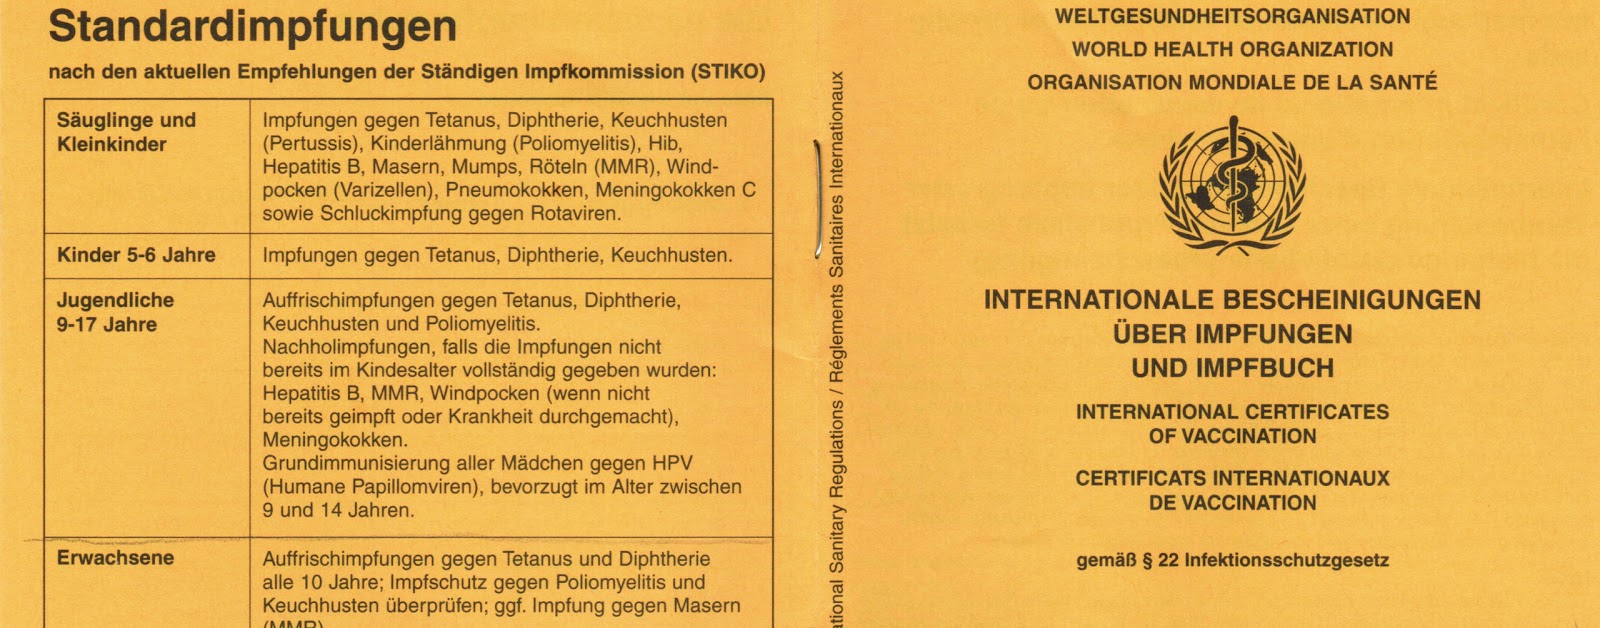 Standardimpfungen
nach den aktuellen Empfehlungen der Ständigen Impfkommission (STIKO)
Säuglinge und
Kleinkinder
Impfungen gegen Tetanus, Diphtherie, Keuchhusten
(Pertussis), Kinderlähmung (Poliomyelitis), Hib,
Hepatitis B, Masern, Mumps, Röteln (MMR), Wind-
pocken (Varizellen), Pneumokokken, Meningokokken C
sowie Schluckimpfung gegen Rotaviren.
Kinder 5-6 Jahre
Impfungen gegen Tetanus, Diphtherie, Keuchhusten.
Jugendliche
9-17 Jahre
Auffrischimpfungen gegen Tetanus, Diphtherie,
Keuchhusten und Poliomyelitis.
Nachholimpfungen, falls die Impfungen nicht
bereits im Kindesalter vollständig gegeben wurden:
Hepatitis B, MMR, Windpocken (wenn nicht
bereits geimpft oder Krankheit durchgemacht),
Meningokokken.
Grundimmunisierung aller Mädchen gegen HPV
(Humane Papillomviren), bevorzugt im Alter zwischen
9 und 14 Jahren.
Erwachsene
Auffrischimpfungen gegen Tetanus und Diphtherie
alle 10 Jahre; Impfschutz gegen Poliomyelitis und
Keuchhusten überprüfen; ggf. Impfung gegen Masern
(MMR)
ational Sanitary Regulations / Réglements Sanitaires Internationaux
WELTGESUNDHEITSORGANISATION
WORLD HEALTH ORGANIZATION
ORGANISATION MONDIALE DE LA SANTÉ
INTERNATIONALE BESCHEINIGUNGEN
ÜBER IMPFUNGEN
UND IMPFBUCH
INTERNATIONAL CERTIFICATES
OF VACCINATION
CERTIFICATS INTERNATIONAUX
DE VACCINATION
gemäß § 22 Infektionsschutzgesetz